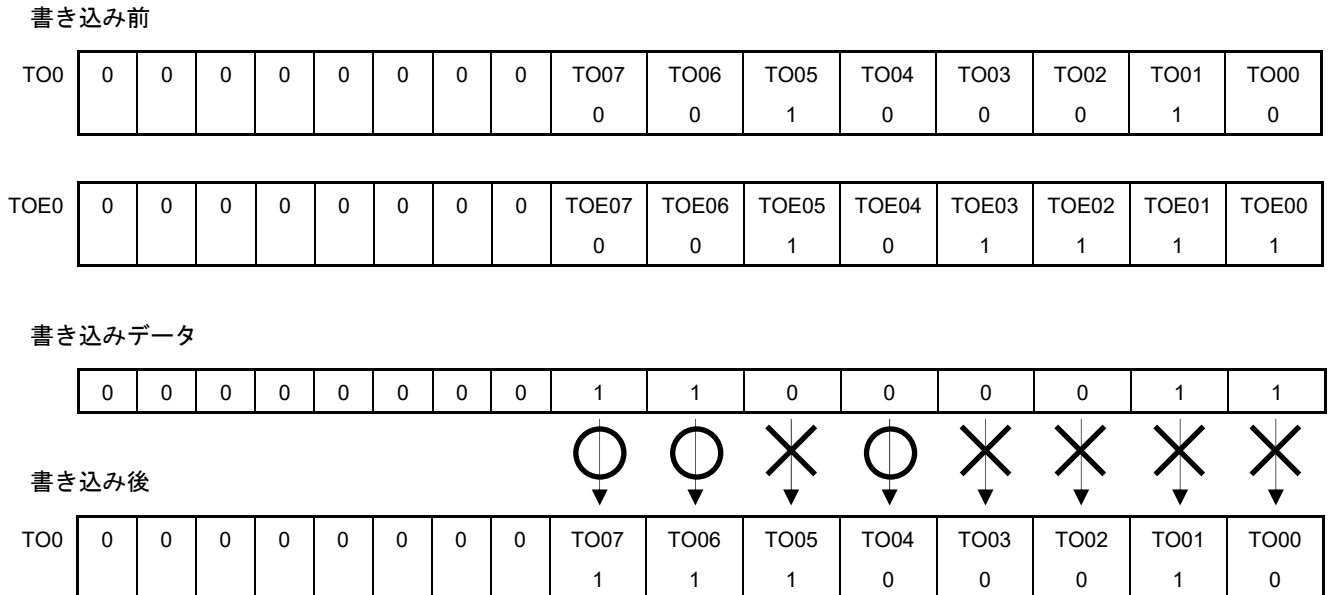 書き込み前
TO0 0 0 0 0 0 0 0 0 TO07 TO06 TO05 TO04 TO03 TO02 TO01 TO00
0 0 1 0 0 0 1 0
TOE0 0 0 0 0 0 0 0 0 TOE07 TOE06 TOE05 TOE04 TOE03 TOE02 TOE01 TOE00
0 0 1 0 1 1 1 1
書き込みデータ
0 0 0 0 0 0 0 0 1 1 0 0 0 0 1 1
書き込み後
TO0 0 0 0 0 0 0 0 0 TO07 TO06 TO05 TO04 TO03 TO02 TO01 TO00
1 1 1 0 0 0 1 0